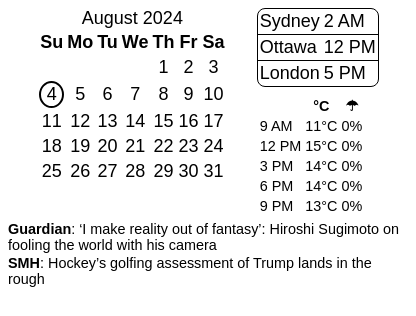 August 2024
Su Mo Tu We Th Fr Sa
1 2 3
4 5 6 7 8 9 10
11 12 13 14 15 16 17
18 19 20 21 22 23 24
25 26 27 28 29 30 31
Sydney 2 AM
Ottawa 12 PM
London 5 PM
°C ☂
9 AM 11°C 0%
12 PM 15°C 0%
3 PM 14°C 0%
6 PM 14°C 0%
9 PM 13°C 0%
Guardian: ‘I make reality out of fantasy’: Hiroshi Sugimoto on
fooling the world with his camera
SMH: Hockey’s golfing assessment of Trump lands in the
rough